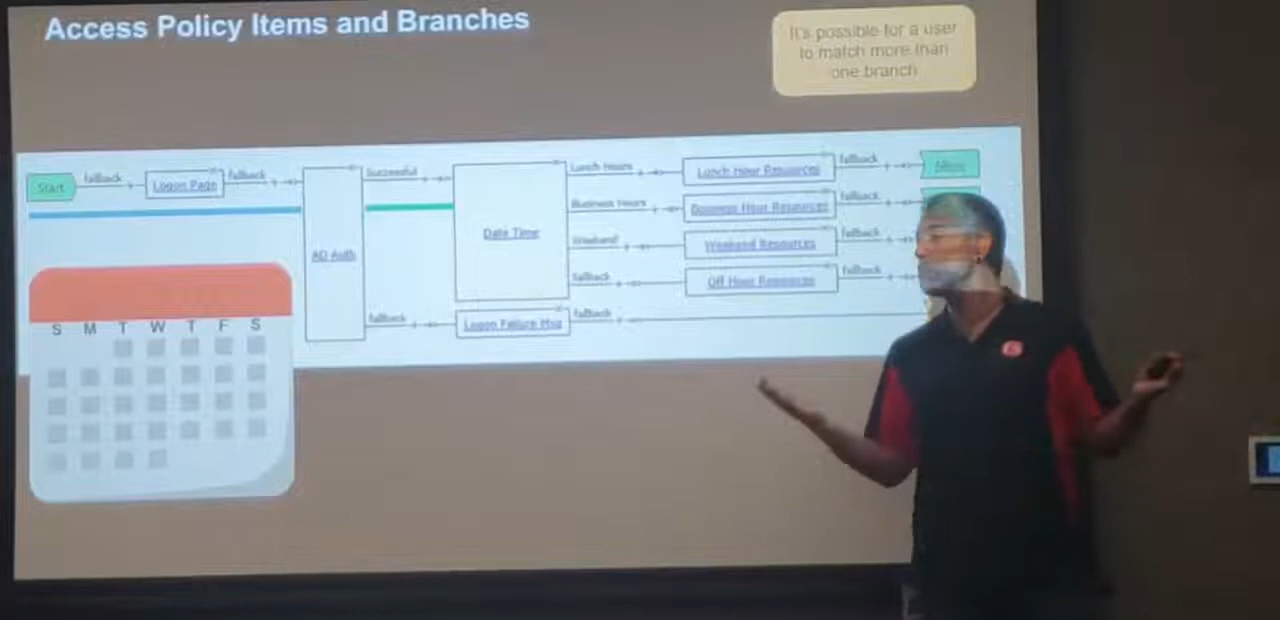 Access Policy Items and Branches
It's possible for a user
to match more than
one branch
Start
fallback
Logon Page
fallback
AD Auth
Successful
Date Time
Lunch Hours
Lunch Hour Resources
fallback
Allow
Business Hours
Business Hour Resources
fallback
Weekend
Weekend Resources
fallback
fallback
Off Hour Resources
fallback
fallback
Logon Failure Msg
fallback
S M T W T F S